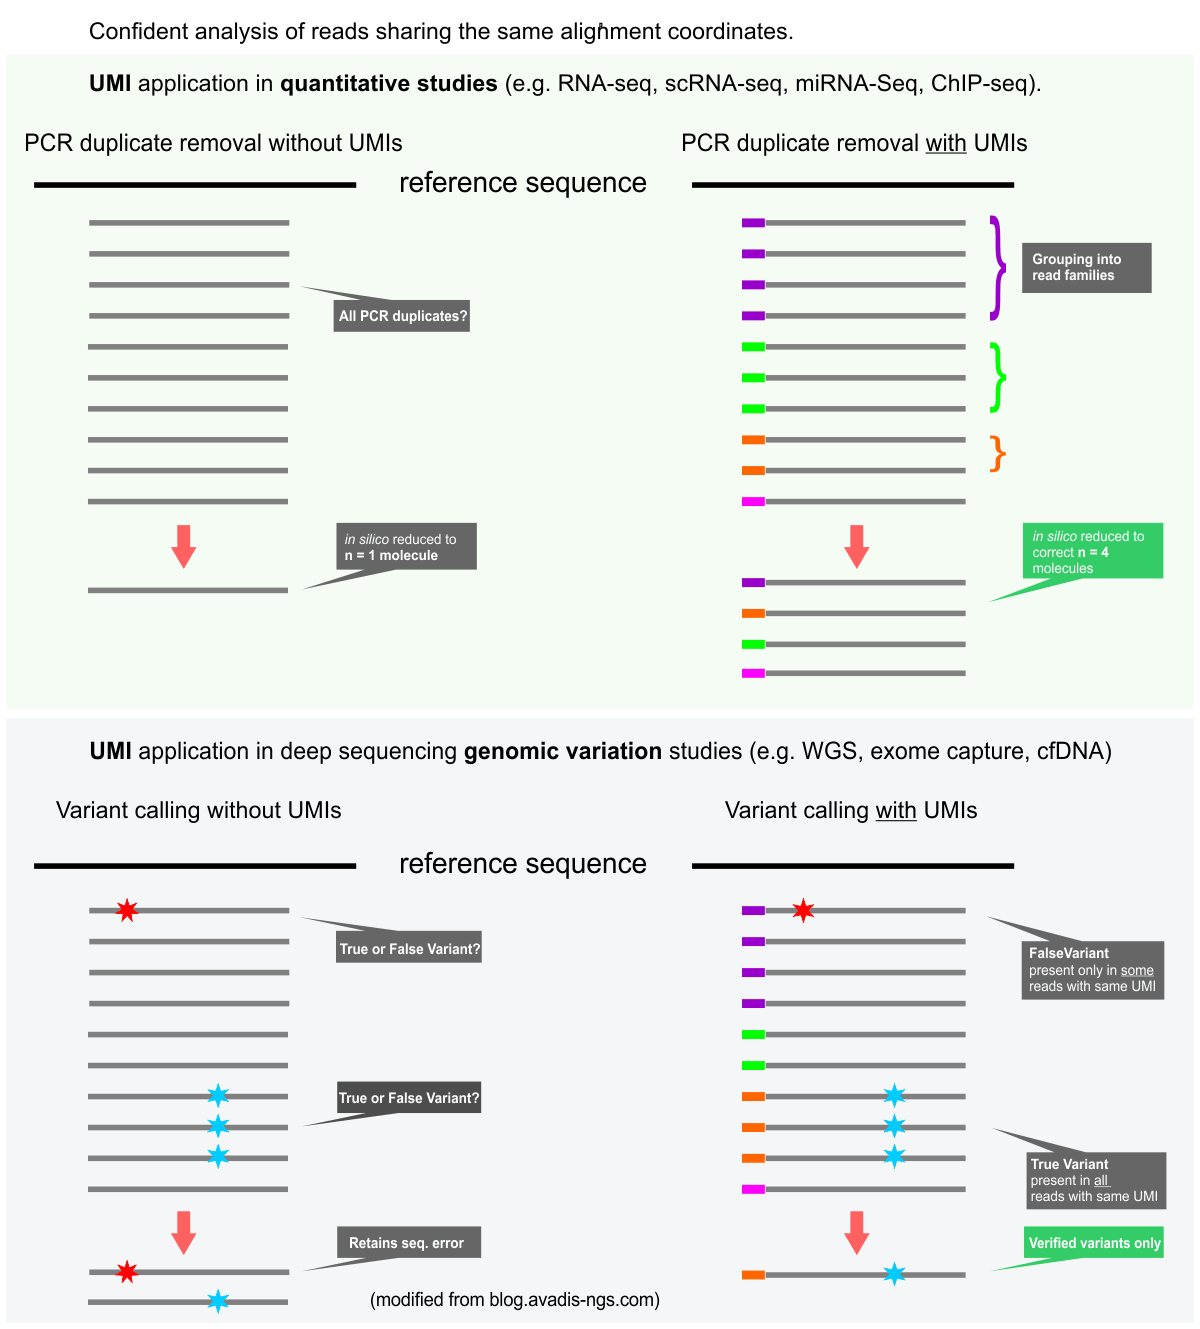 Confident analysis of reads sharing the same alignment coordinates.
UMI application in quantitative studies (e.g. RNA-seq, scRNA-seq, miRNA-Seq, ChIP-seq).
PCR duplicate removal without UMIs
PCR duplicate removal with UMIs
reference sequence
Grouping into
read families
All PCR duplicates?
in silico reduced to
n = 1 molecule
in silico reduced to
correct n = 4
molecules
UMI application in deep sequencing genomic variation studies (e.g. WGS, exome capture, cfDNA)
Variant calling without UMIs
Variant calling with UMIs
reference sequence
True or False Variant?
FalseVariant
present only in some
reads with same UMI
True or False Variant?
True Variant
present in all
reads with same UMI
Retains seq. error
Verified variants only
(modified from blog.avadis-ngs.com)